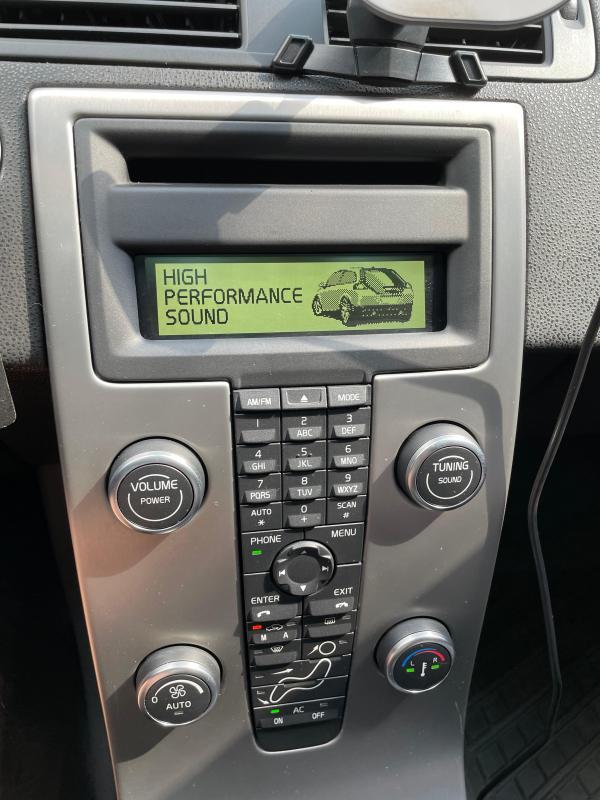 HIGH
PERFORMANCE
SOUND
AM/FM MODE
1 2 3
ABC DEF
4 5 6
GHI JKL MNO
7 8 9
PQRS TUV WXYZ
AUTO 0 SCAN
* + #
VOLUME
POWER
TUNING
SOUND
PHONE MENU
ENTER EXIT
M A
0
AUTO
L R
AC
ON OFF